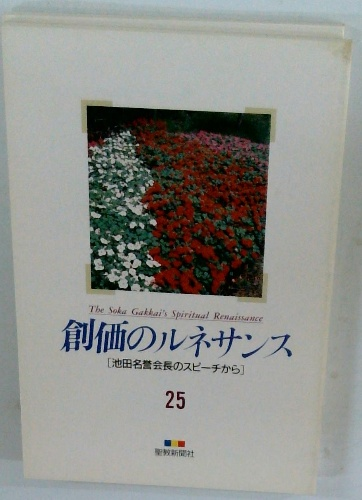 The Soka Gakkai's Spiritual Renaissance
創価のルネサンス
[池田名誉会長のスピーチから]
25
聖教新聞社